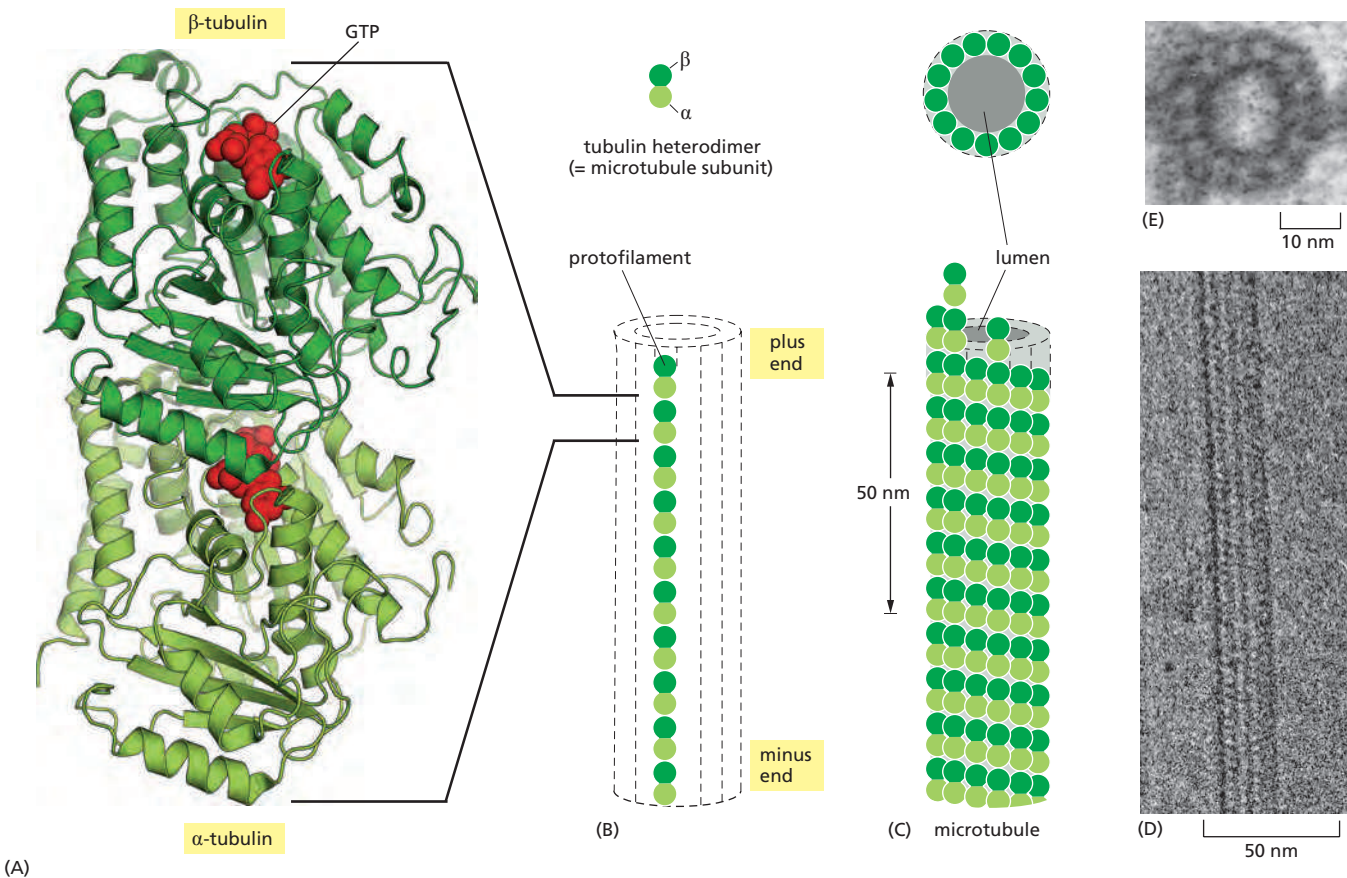 β-tubulin
GTP
α-tubulin
(A)
β
α
tubulin heterodimer
(= microtubule subunit)
protofilament
plus
end
minus
end
(B)
lumen
50 nm
(C)
microtubule
(E)
10 nm
(D)
50 nm